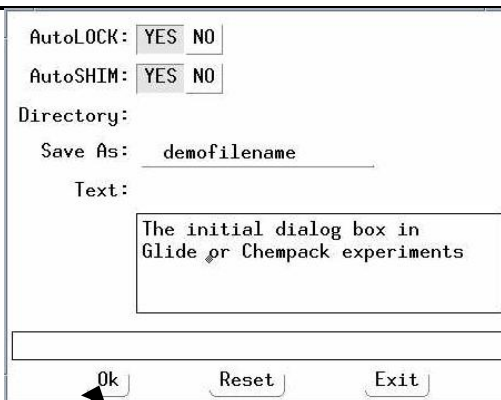 AutoLOCK: YES NO
AutoSHIM: YES NO
Directory:
Save As: demofilename
Text:
The initial dialog box in
Glide or Chempack experiments
Ok Reset Exit